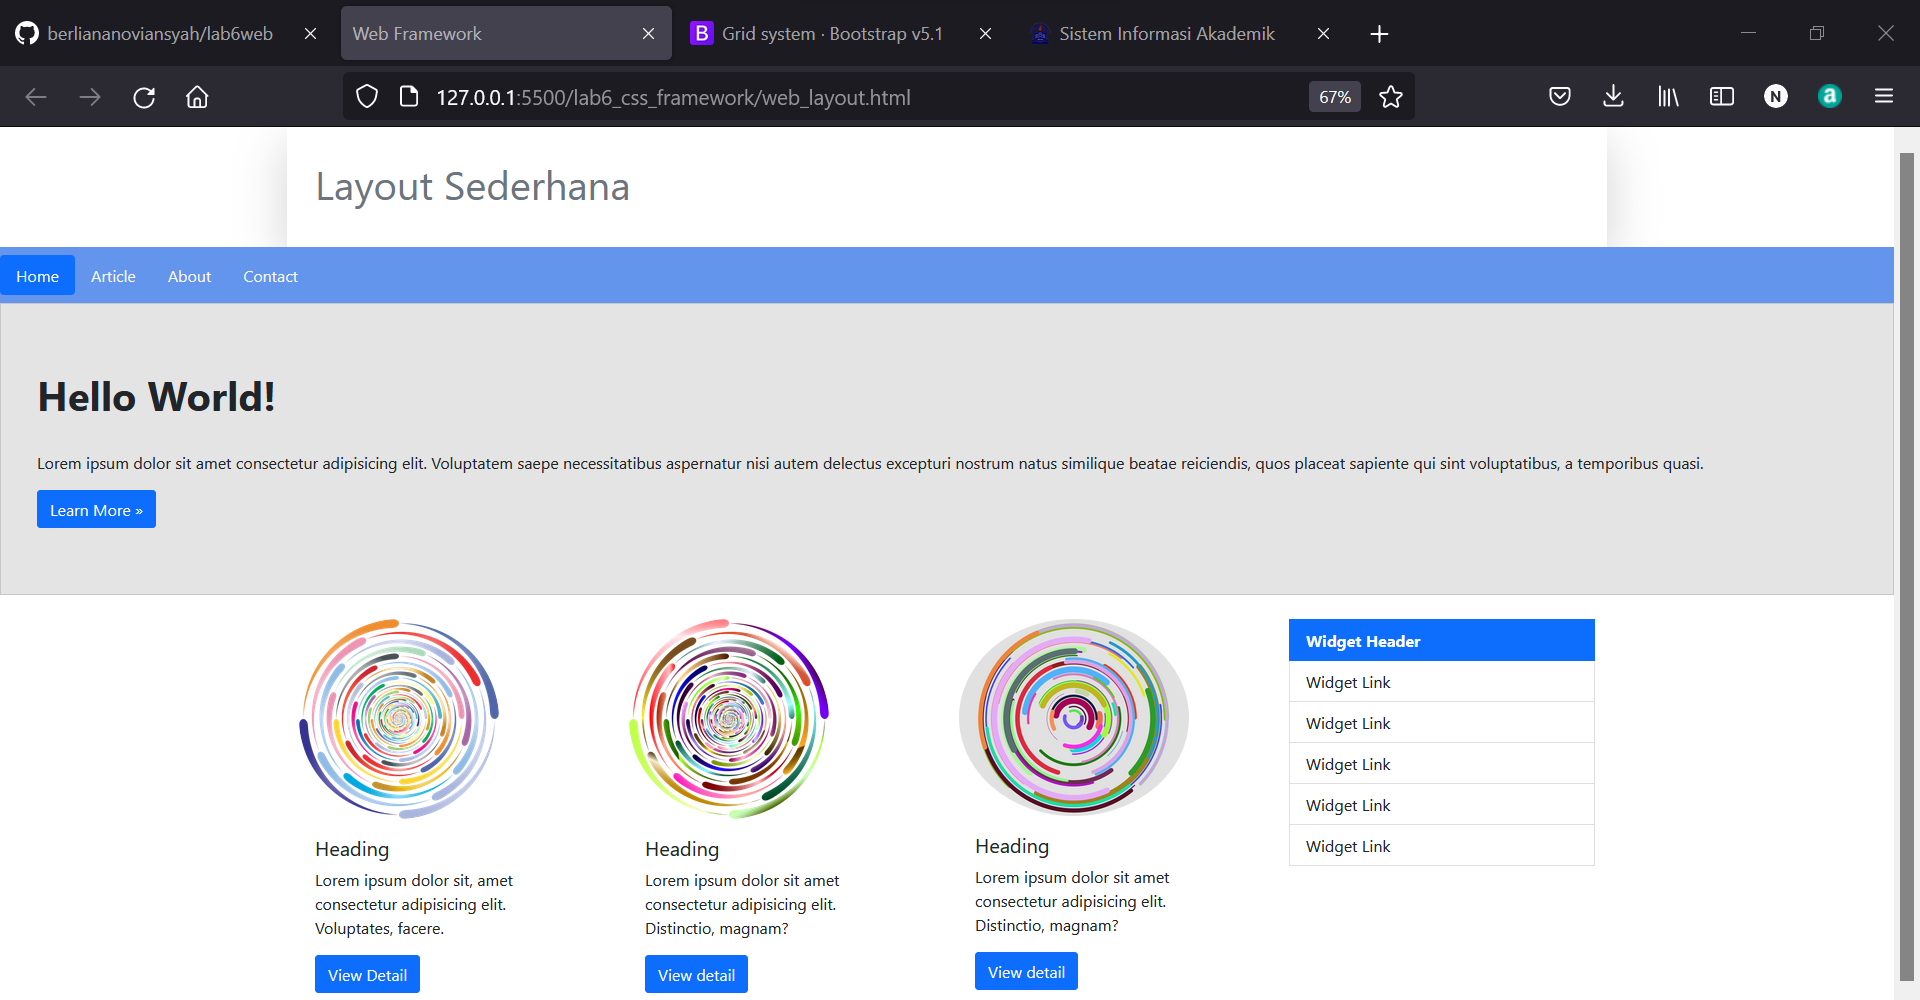 berliananoviansyah/lab6web
Web Framework
B Grid system · Bootstrap v5.1
Sistem Informasi Akademik
127.0.0.1:5500/lab6_css_framework/web_layout.html
67%
N
a
Layout Sederhana
Home Article About Contact
Hello World!
Lorem ipsum dolor sit amet consectetur adipisicing elit. Voluptatem saepe necessitatibus aspernatur nisi autem delectus excepturi nostrum natus similique beatae reiciendis, quos placeat sapiente qui sint voluptatibus, a temporibus quasi.
Learn More »
Heading
Lorem ipsum dolor sit, amet
consectetur adipisicing elit.
Voluptates, facere.
View Detail
Heading
Lorem ipsum dolor sit amet
consectetur adipisicing elit.
Distinctio, magnam?
View detail
Heading
Lorem ipsum dolor sit amet
consectetur adipisicing elit.
Distinctio, magnam?
View detail
Widget Header
Widget Link
Widget Link
Widget Link
Widget Link
Widget Link